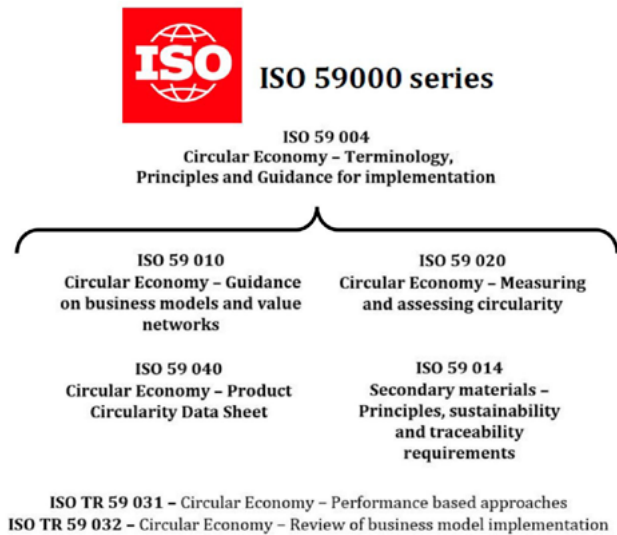 ISO
ISO 59000 series
ISO 59 004
Circular Economy – Terminology,
Principles and Guidance for implementation
ISO 59 010
Circular Economy – Guidance
on business models and value
networks
ISO 59 020
Circular Economy – Measuring
and assessing circularity
ISO 59 040
Circular Economy – Product
Circularity Data Sheet
ISO 59 014
Secondary materials –
Principles, sustainability
and traceability
requirements
ISO TR 59 031 – Circular Economy – Performance based approaches
ISO TR 59 032 – Circular Economy – Review of business model implementation